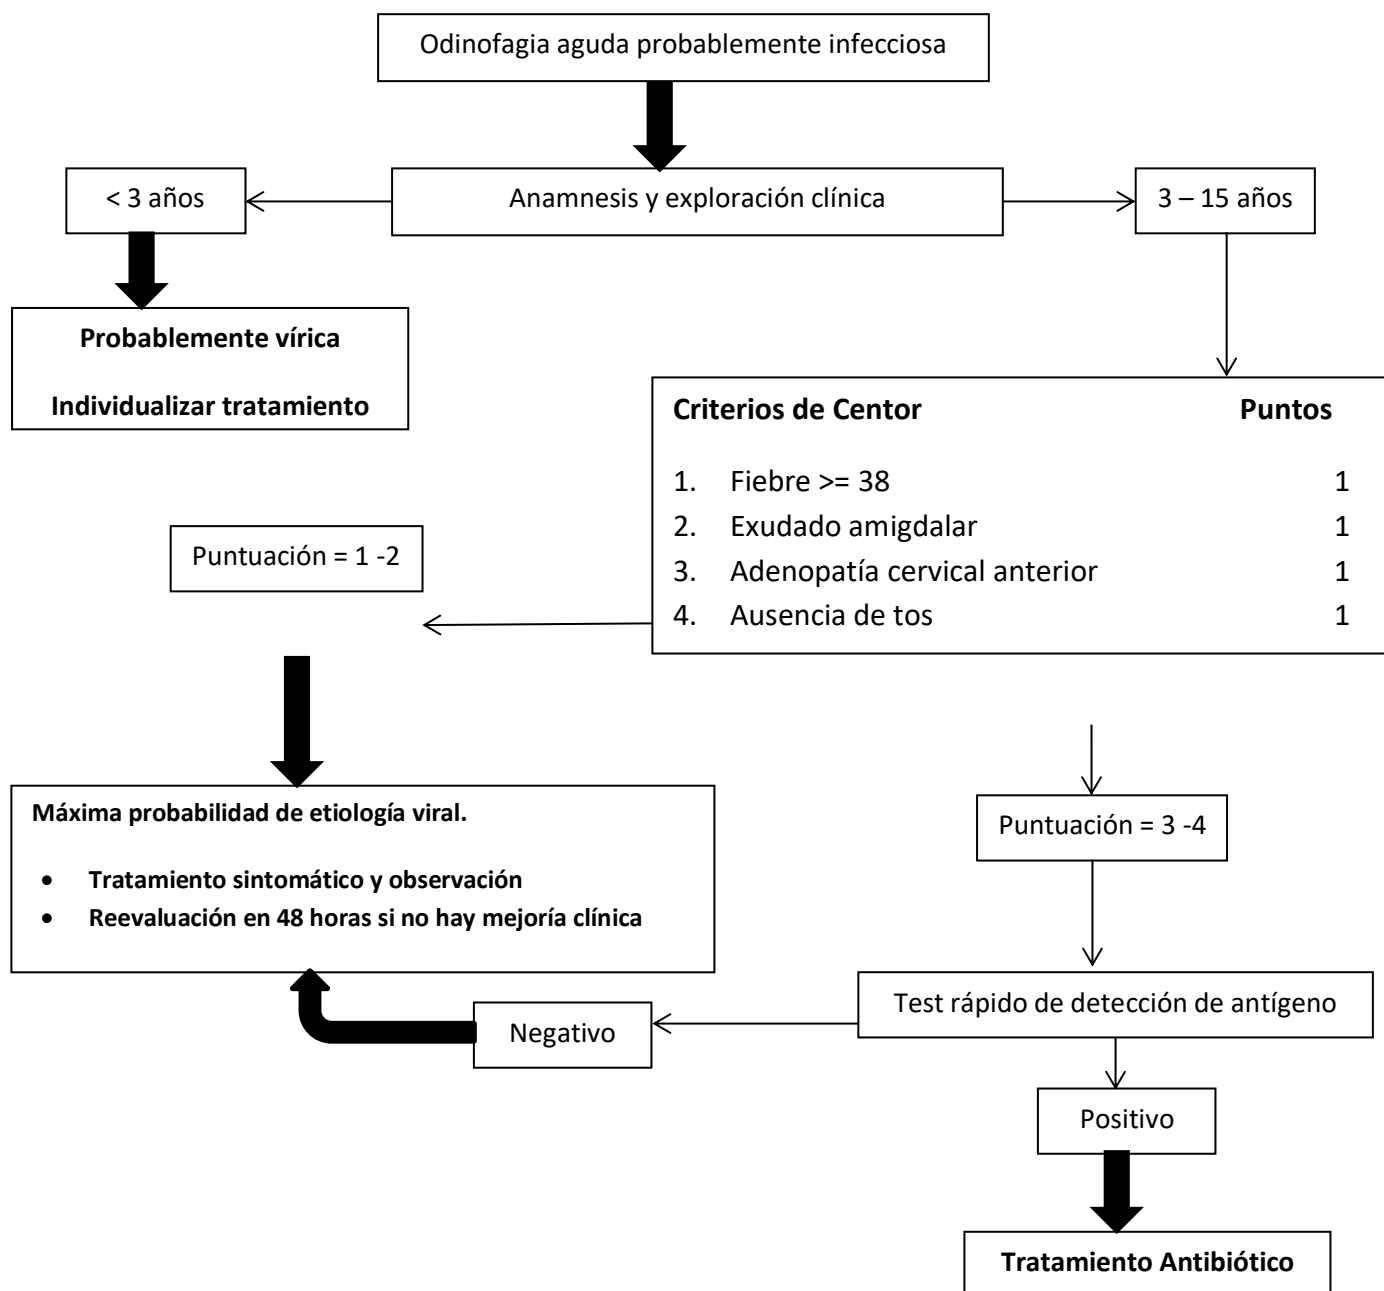 Odinofagia aguda probablemente infecciosa
< 3 años
Anamnesis y exploración clínica
3 – 15 años
Probablemente vírica
Individualizar tratamiento
Criterios de Centor Puntos
1. Fiebre >= 38 1
2. Exudado amigdalar 1
3. Adenopatía cervical anterior 1
4. Ausencia de tos 1
Puntuación = 1 -2
Máxima probabilidad de etiología viral.
• Tratamiento sintomático y observación
• Reevaluación en 48 horas si no hay mejoría clínica
Puntuación = 3 -4
Test rápido de detección de antígeno
Negativo
Positivo
Tratamiento Antibiótico